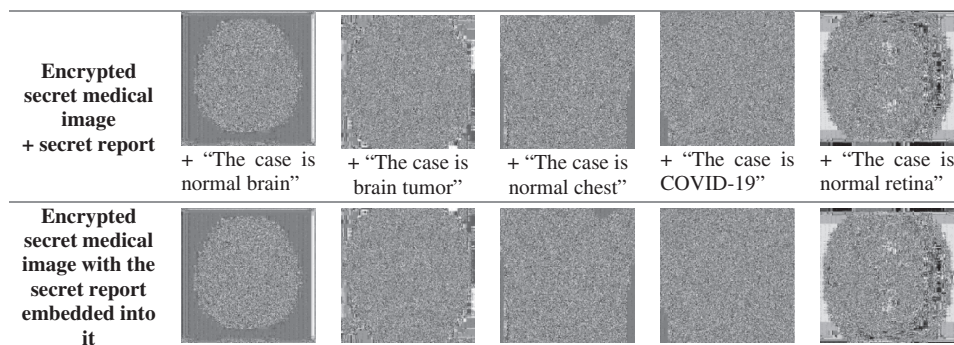 Encrypted
secret medical
image
+ secret report
+ “The case is
normal brain”
+ “The case is
brain tumor”
+ “The case is
normal chest”
+ “The case is
COVID-19”
+ “The case is
normal retina”
Encrypted
secret medical
image with the
secret report
embedded into
it